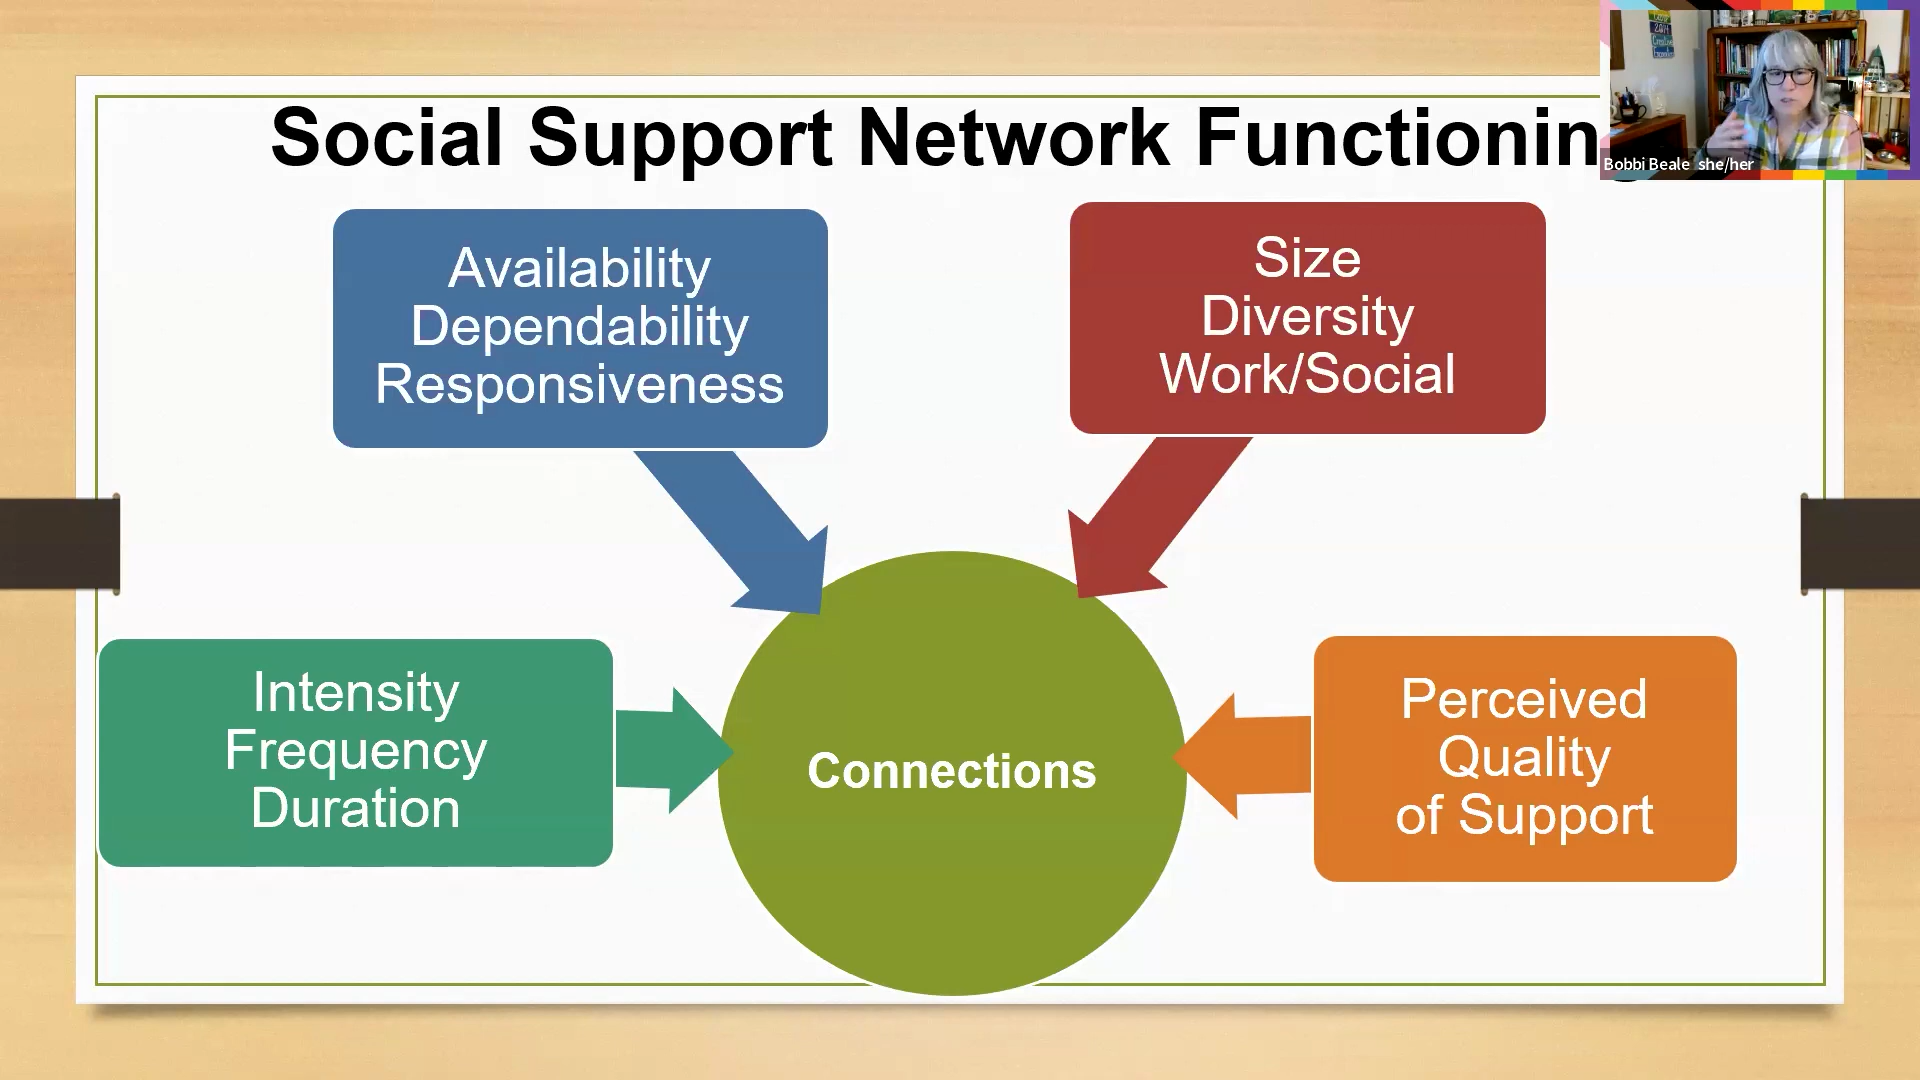 Social Support Network Functionin
Bobbi Beale she/her
Availability
Dependability
Responsiveness
Size
Diversity
Work/Social
Intensity
Frequency
Duration
Connections
Perceived
Quality
of Support